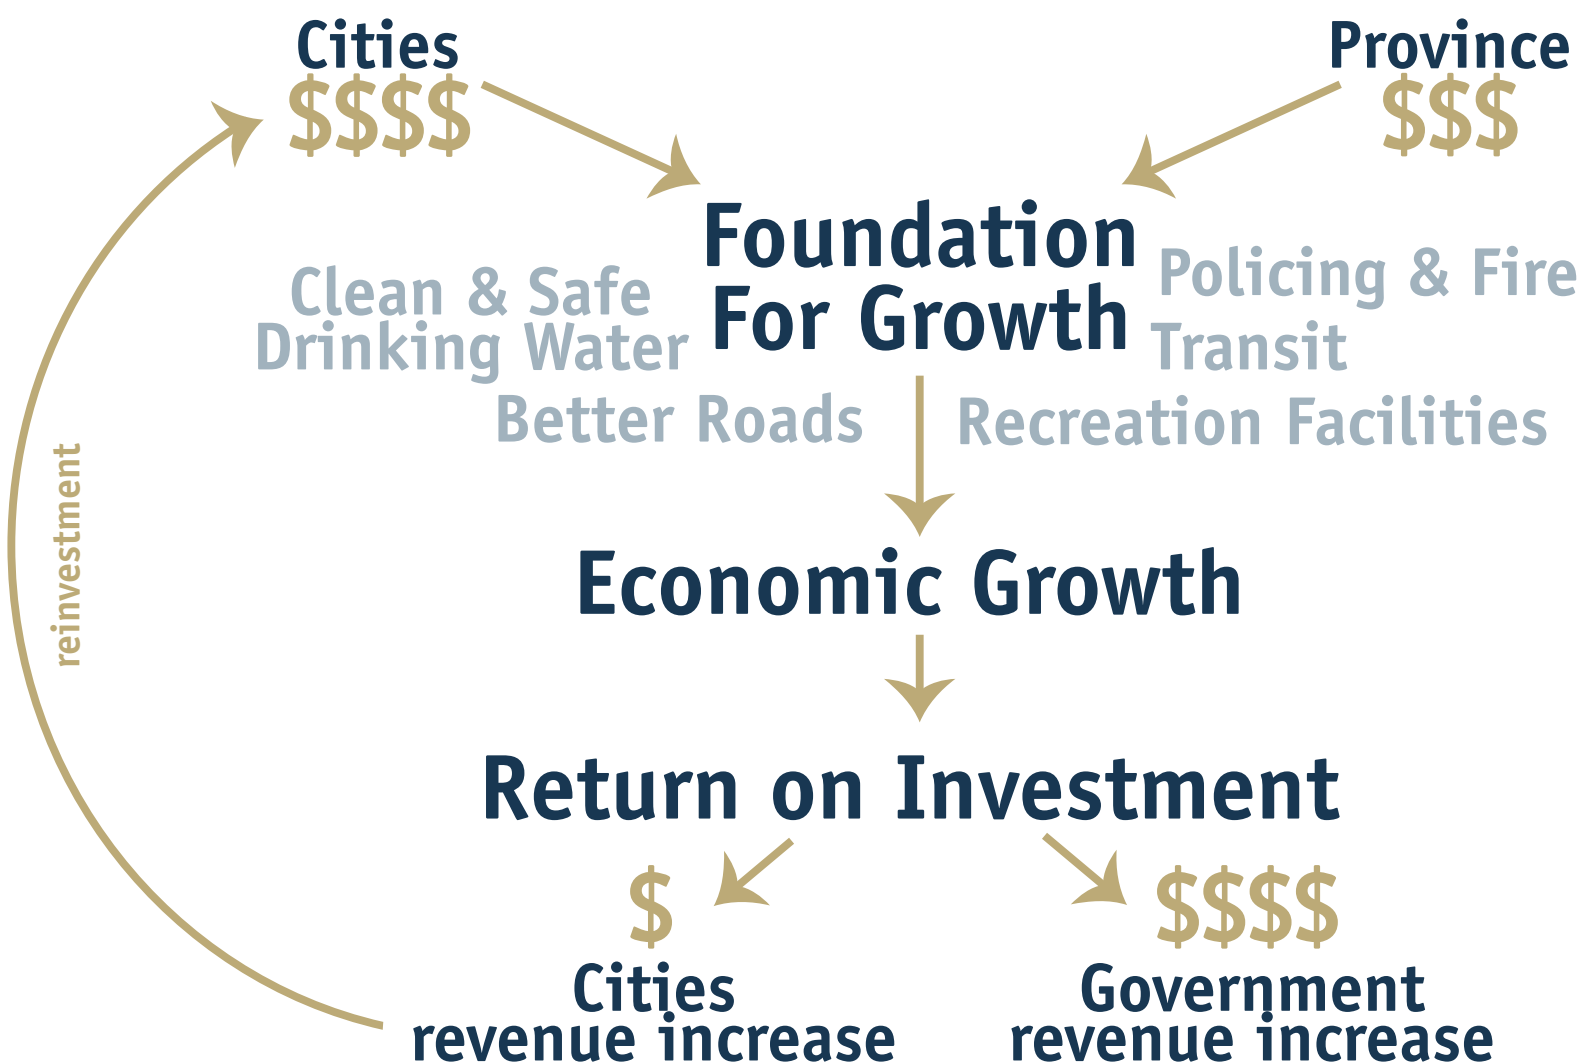 Cities
$$$$
Province
$$$
Foundation
For Growth
Clean & Safe
Drinking Water
Better Roads
Policing & Fire
Transit
Recreation Facilities
reinvestment
Economic Growth
Return on Investment
$
Cities
revenue increase
$$$$
Government
revenue increase